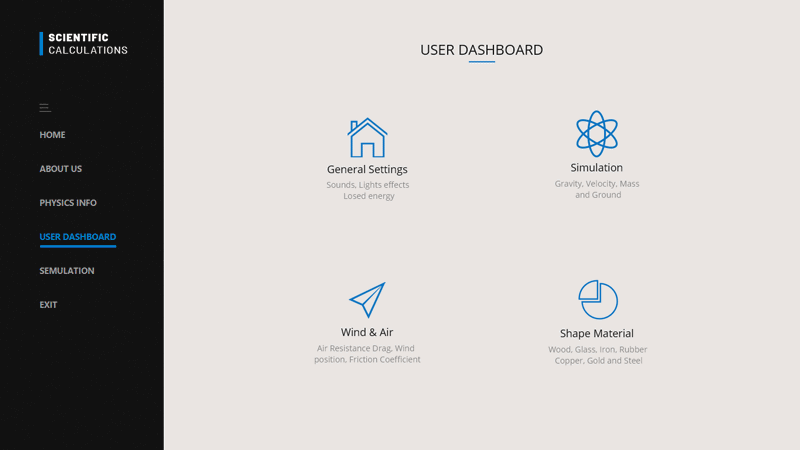 SCIENTIFIC
CALCULATIONS
HOME
ABOUT US
PHYSICS INFO
USER DASHBOARD
SEMULATION
EXIT
USER DASHBOARD
General Settings
Sounds, Lights effects
Losed energy
Simulation
Gravity, Velocity, Mass
and Ground
Wind & Air
Air Resistance Drag, Wind
position, Friction Coefficient
Shape Material
Wood, Glass, Iron, Rubber
Copper, Gold and Steel